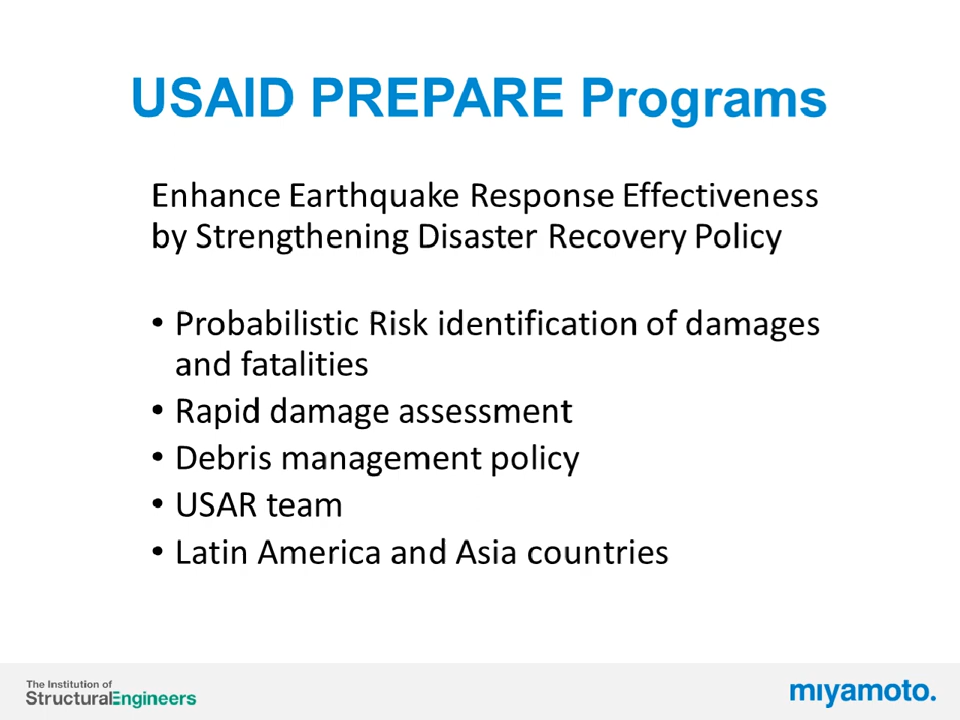 USAID PREPARE Programs
Enhance Earthquake Response Effectiveness
by Strengthening Disaster Recovery Policy
• Probabilistic Risk identification of damages
and fatalities
• Rapid damage assessment
• Debris management policy
• USAR team
• Latin America and Asia countries
The Institution of
StructuralEngineers
miyamoto.